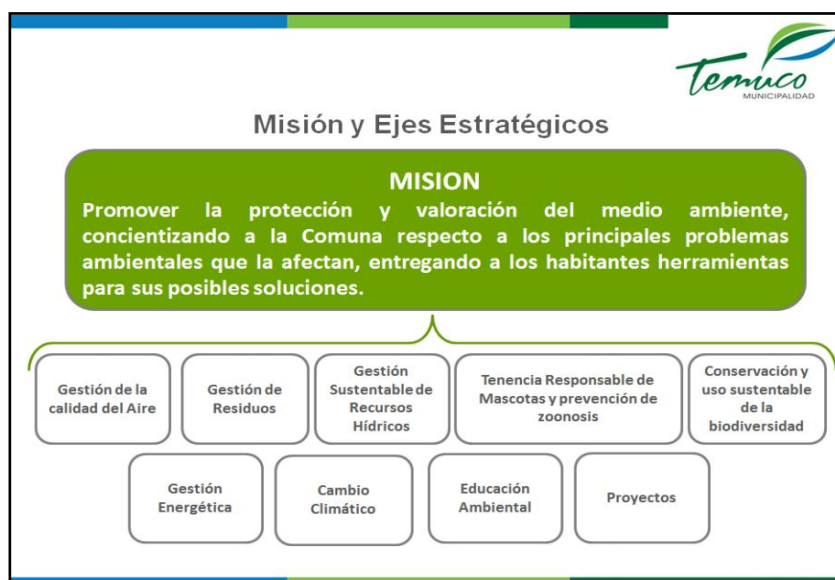 Temuco
MUNICIPALIDAD
Misión y Ejes Estratégicos
MISION
Promover la protección y valoración del medio ambiente,
concientizando a la Comuna respecto a los principales problemas
ambientales que la afectan, entregando a los habitantes herramientas
para sus posibles soluciones.
Gestión de la
calidad del Aire
Gestión de
Residuos
Gestión
Sustentable de
Recursos
Hídricos
Tenencia Responsable de
Mascotas y prevención de
zoonosis
Conservación y
uso sustentable
de la
biodiversidad
Gestión
Energética
Cambio
Climático
Educación
Ambiental
Proyectos